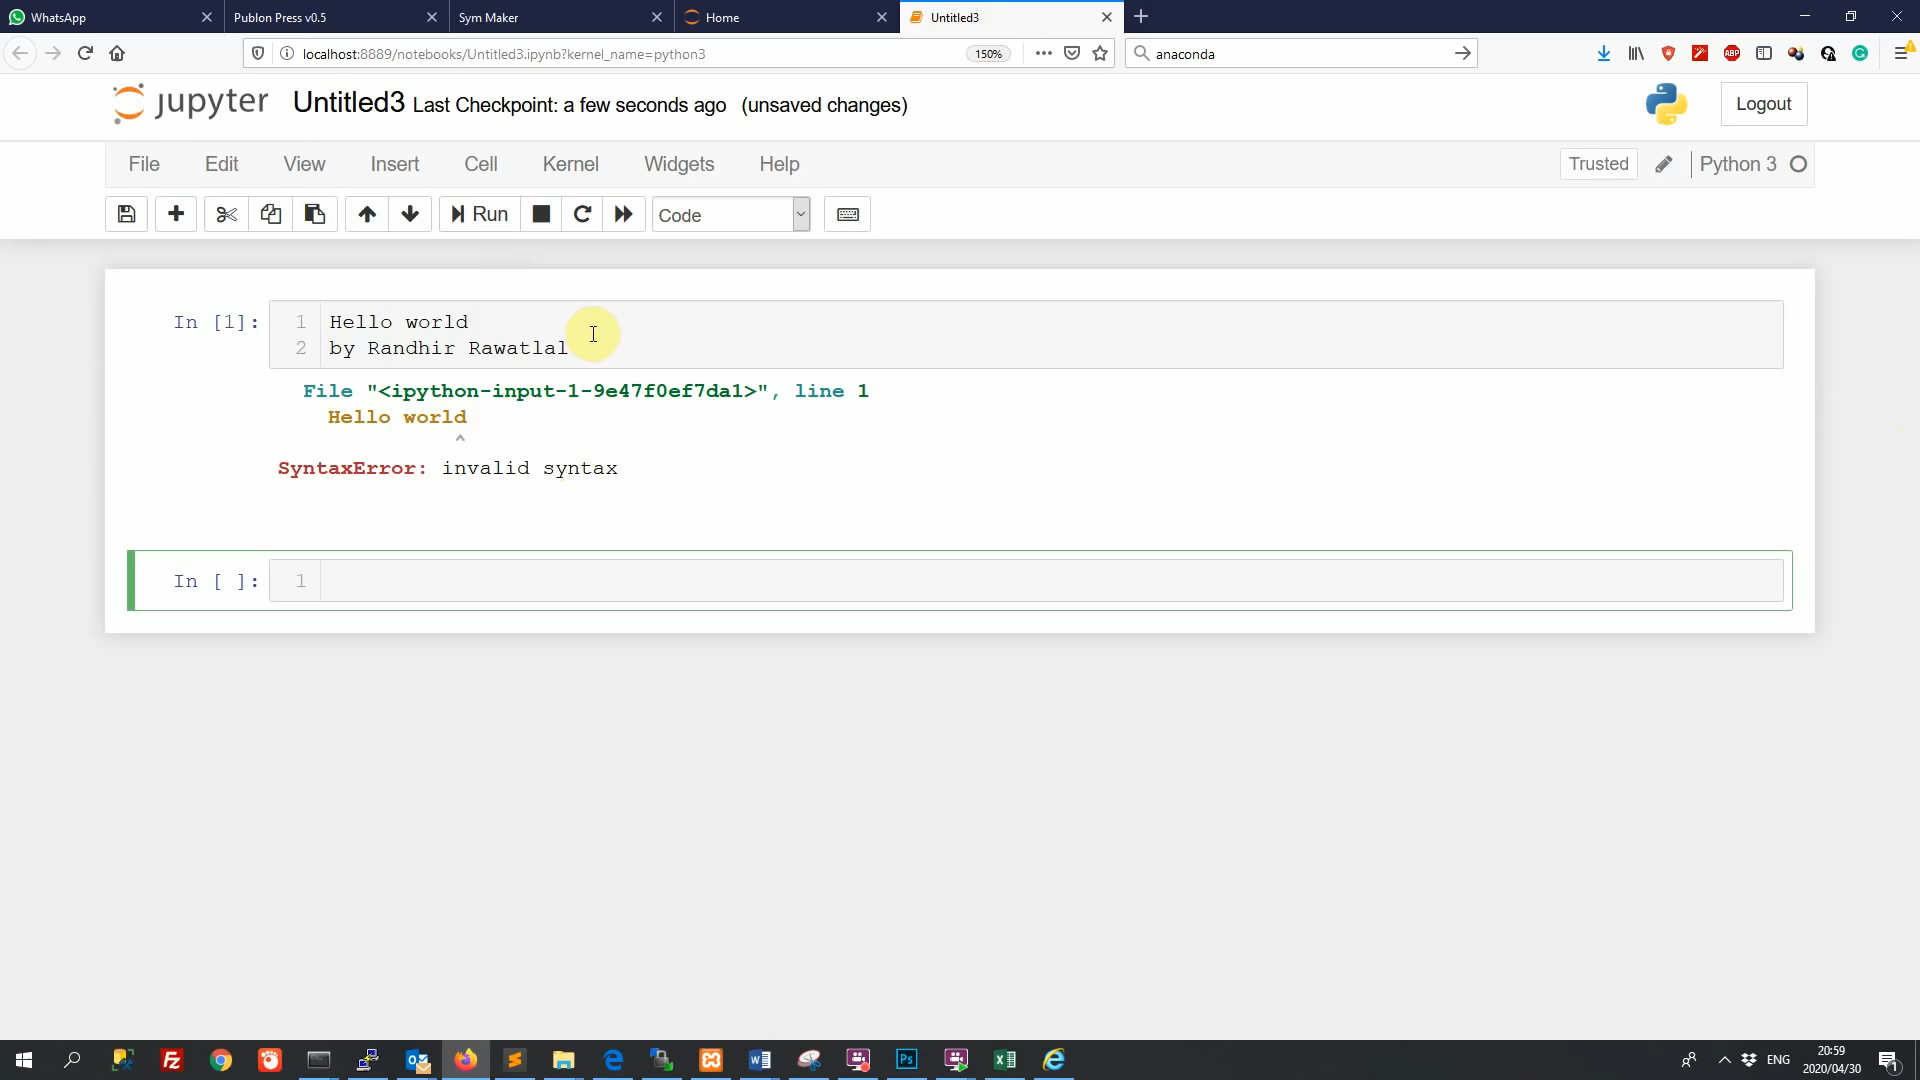 WhatsApp
Publon Press v0.5
Sym Maker
Home
Untitled3
localhost:8889/notebooks/Untitled3.ipynb?kernel_name=python3
150%
anaconda
ABP
jupyter Untitled3 Last Checkpoint: a few seconds ago (unsaved changes)
Logout
File Edit View Insert Cell Kernel Widgets Help
Trusted
Python 3
Run
Code
In [1]:
1 Hello world
2 by Randhir Rawatlal
File "<ipython-input-1-9e47f0ef7da1>", line 1
Hello world
^
SyntaxError: invalid syntax
In [ ]:
1
ENG
20:59
2020/04/30
1